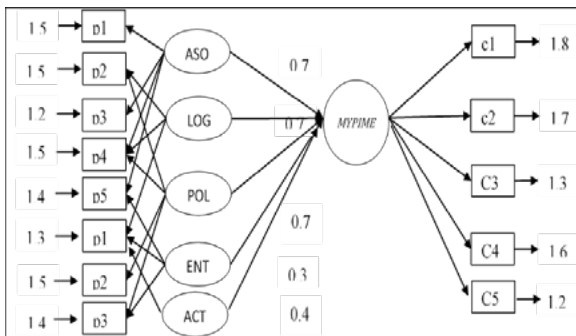 1.5 p1
1.5 p2
1.2 p3
1.5 p4
1.4 p5
1.3 p1
1.5 p2
1.4 p3
ASO
LOG
POL
ENT
ACT
0.7
0.7
0.7
0.3
0.4
MYPIME
c1 1.8
c2 1.7
C3 1.3
C4 1.6
C5 1.2